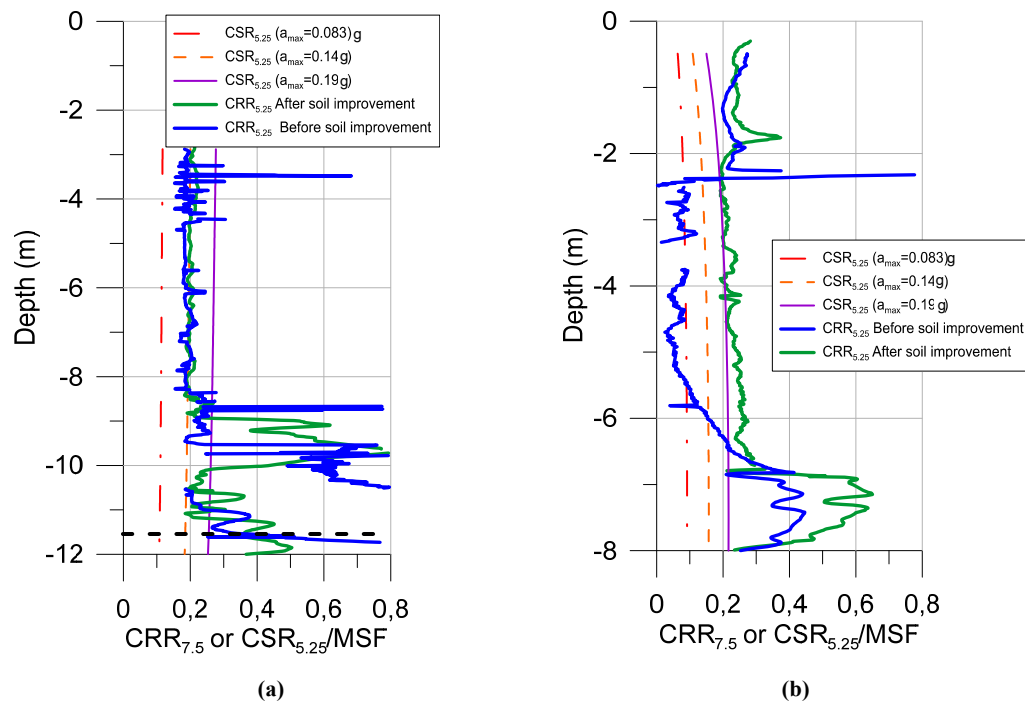 0
-2
-4
-6
-8
-10
-12
Depth (m)
CSR5.25 (amax=0.083)g
CSR5.25 (amax=0.14g)
CSR5.25 (amax=0.19g)
CRR5.25 After soil improvement
CRR5.25 Before soil improvement
0 0,2 0,4 0,6 0,8
CRR7.5 or CSR5.25/MSF
(a)
0
-2
-4
-6
-8
Depth (m)
CSR5.25 (amax=0.083)g
CSR5.25 (amax=0.14g)
CSR5.25 (amax=0.19g)
CRR5.25 Before soil improvement
CRR5.25 After soil improvement
0 0,2 0,4 0,6 0,8
CRR7.5 or CSR5.25/MSF
(b)